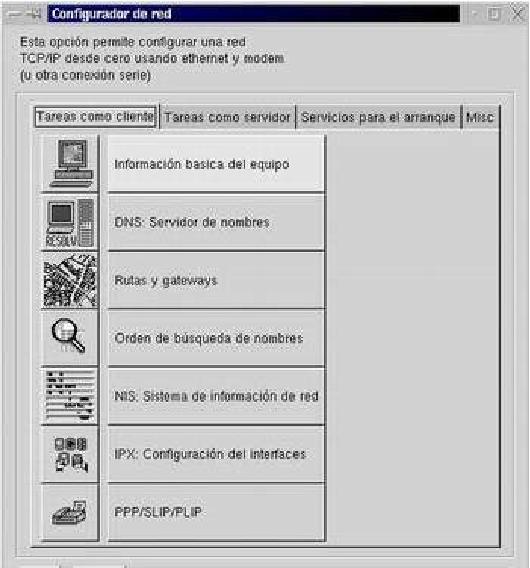 Configurador de red
Esta opción permite configurar una red
TCP/IP desde cero usando ethernet y modem
(u otra conexión serie)
Tareas como cliente Tareas como servidor Servicios para el arranque Misc
Información basica del equipo
RESOLV
DNS: Servidor de nombres
Rutas y gateways
Orden de búsqueda de nombres
NIS: Sistema de información de red
IPX: Configuración del interfaces
PPP/SLIP/PLIP